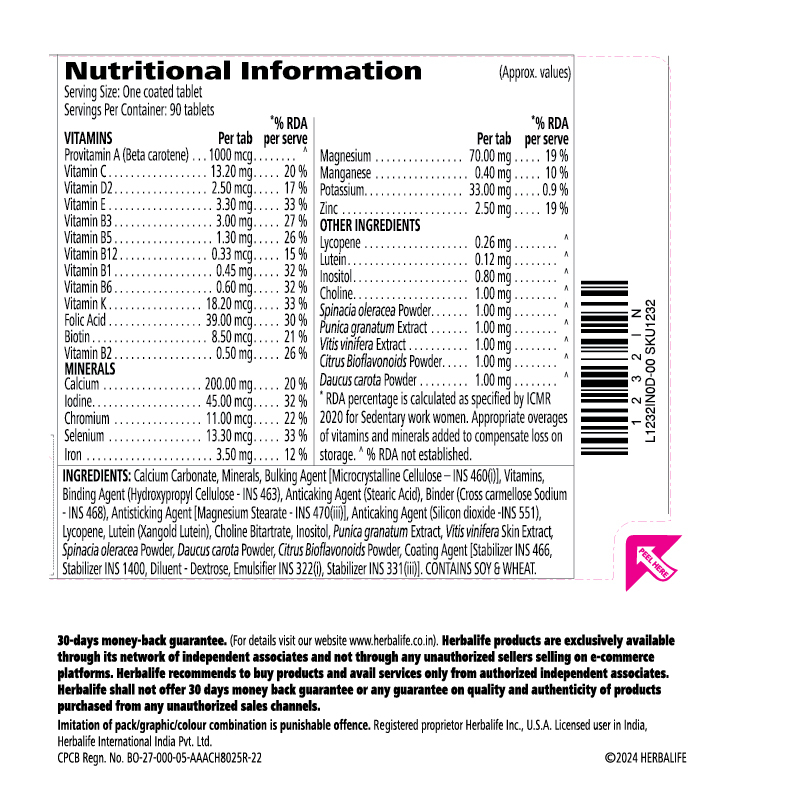 Nutritional Information (Approx. values)
Serving Size: One coated tablet
Servings Per Container: 90 tablets
*% RDA
VITAMINS Per tab per serve
Provitamin A (Beta carotene) ... 1000 mcg ........ ^
Vitamin C .................. 13.20 mg ..... 20 %
Vitamin D2 ................ 2.50 mcg ..... 17 %
Vitamin E ................... 3.30 mg ..... 33 %
Vitamin B3 .................. 3.00 mg ..... 27 %
Vitamin B5 .................. 1.30 mg ..... 26 %
Vitamin B12 ................ 0.33 mcg ..... 15 %
Vitamin B1 .................. 0.45 mg ..... 32 %
Vitamin B6 .................. 0.60 mg ..... 32 %
Vitamin K .................. 18.20 mcg ..... 33 %
Folic Acid .................. 39.00 mcg ..... 30 %
Biotin ....................... 8.50 mcg ..... 21 %
Vitamin B2 .................. 0.50 mg ..... 26 %
MINERALS
Calcium .................. 200.00 mg ..... 20 %
Iodine .................... 45.00 mcg ..... 32 %
Chromium ................ 11.00 mcg ..... 22 %
Selenium ................. 13.30 mcg ..... 33 %
Iron ........................ 3.50 mg ..... 12 %
*% RDA
Per tab per serve
Magnesium ................ 70.00 mg ..... 19 %
Manganese ................ 0.40 mg ..... 10 %
Potassium .................. 33.00 mg ..... 0.9 %
Zinc ....................... 2.50 mg ..... 19 %
OTHER INGREDIENTS
Lycopene ................... 0.26 mg ........ ^
Lutein ...................... 0.12 mg ........ ^
Inositol ..................... 0.80 mg ........ ^
Choline ..................... 1.00 mg ........ ^
Spinacia oleracea Powder ....... 1.00 mg ........ ^
Punica granatum Extract ....... 1.00 mg ........ ^
Vitis vinifera Extract ........... 1.00 mg ........ ^
Citrus Bioflavonoids Powder ..... 1.00 mg ........ ^
Daucus carota Powder ......... 1.00 mg ........ ^
* RDA percentage is calculated as specified by ICMR
2020 for Sedentary work women. Appropriate overages
of vitamins and minerals added to compensate loss on
storage. ^ % RDA not established.
INGREDIENTS: Calcium Carbonate, Minerals, Bulking Agent [Microcrystalline Cellulose – INS 460(i)], Vitamins,
Binding Agent (Hydroxypropyl Cellulose - INS 463), Anticaking Agent (Stearic Acid), Binder (Cross carmellose Sodium
- INS 468), Antisticking Agent [Magnesium Stearate - INS 470(iii)], Anticaking Agent (Silicon dioxide -INS 551),
Lycopene, Lutein (Xangold Lutein), Choline Bitartrate, Inositol, Punica granatum Extract, Vitis vinifera Skin Extract,
Spinacia oleracea Powder, Daucus carota Powder, Citrus Bioflavonoids Powder, Coating Agent [Stabilizer INS 466,
Stabilizer INS 1400, Diluent - Dextrose, Emulsifier INS 322(i), Stabilizer INS 331(iii)]. CONTAINS SOY & WHEAT.
1 2 3 2 I N
L1232IN0D-00 SKU1232
PEEL HERE
30-days money-back guarantee. (For details visit our website www.herbalife.co.in). Herbalife products are exclusively available
through its network of independent associates and not through any unauthorized sellers selling on e-commerce
platforms. Herbalife recommends to buy products and avail services only from authorized independent associates.
Herbalife shall not offer 30 days money back guarantee or any guarantee on quality and authenticity of products
purchased from any unauthorized sales channels.
Imitation of pack/graphic/colour combination is punishable offence. Registered proprietor Herbalife Inc., U.S.A. Licensed user in India,
Herbalife International India Pvt. Ltd.
CPCB Regn. No. BO-27-000-05-AAACH8025R-22 ©2024 HERBALIFE